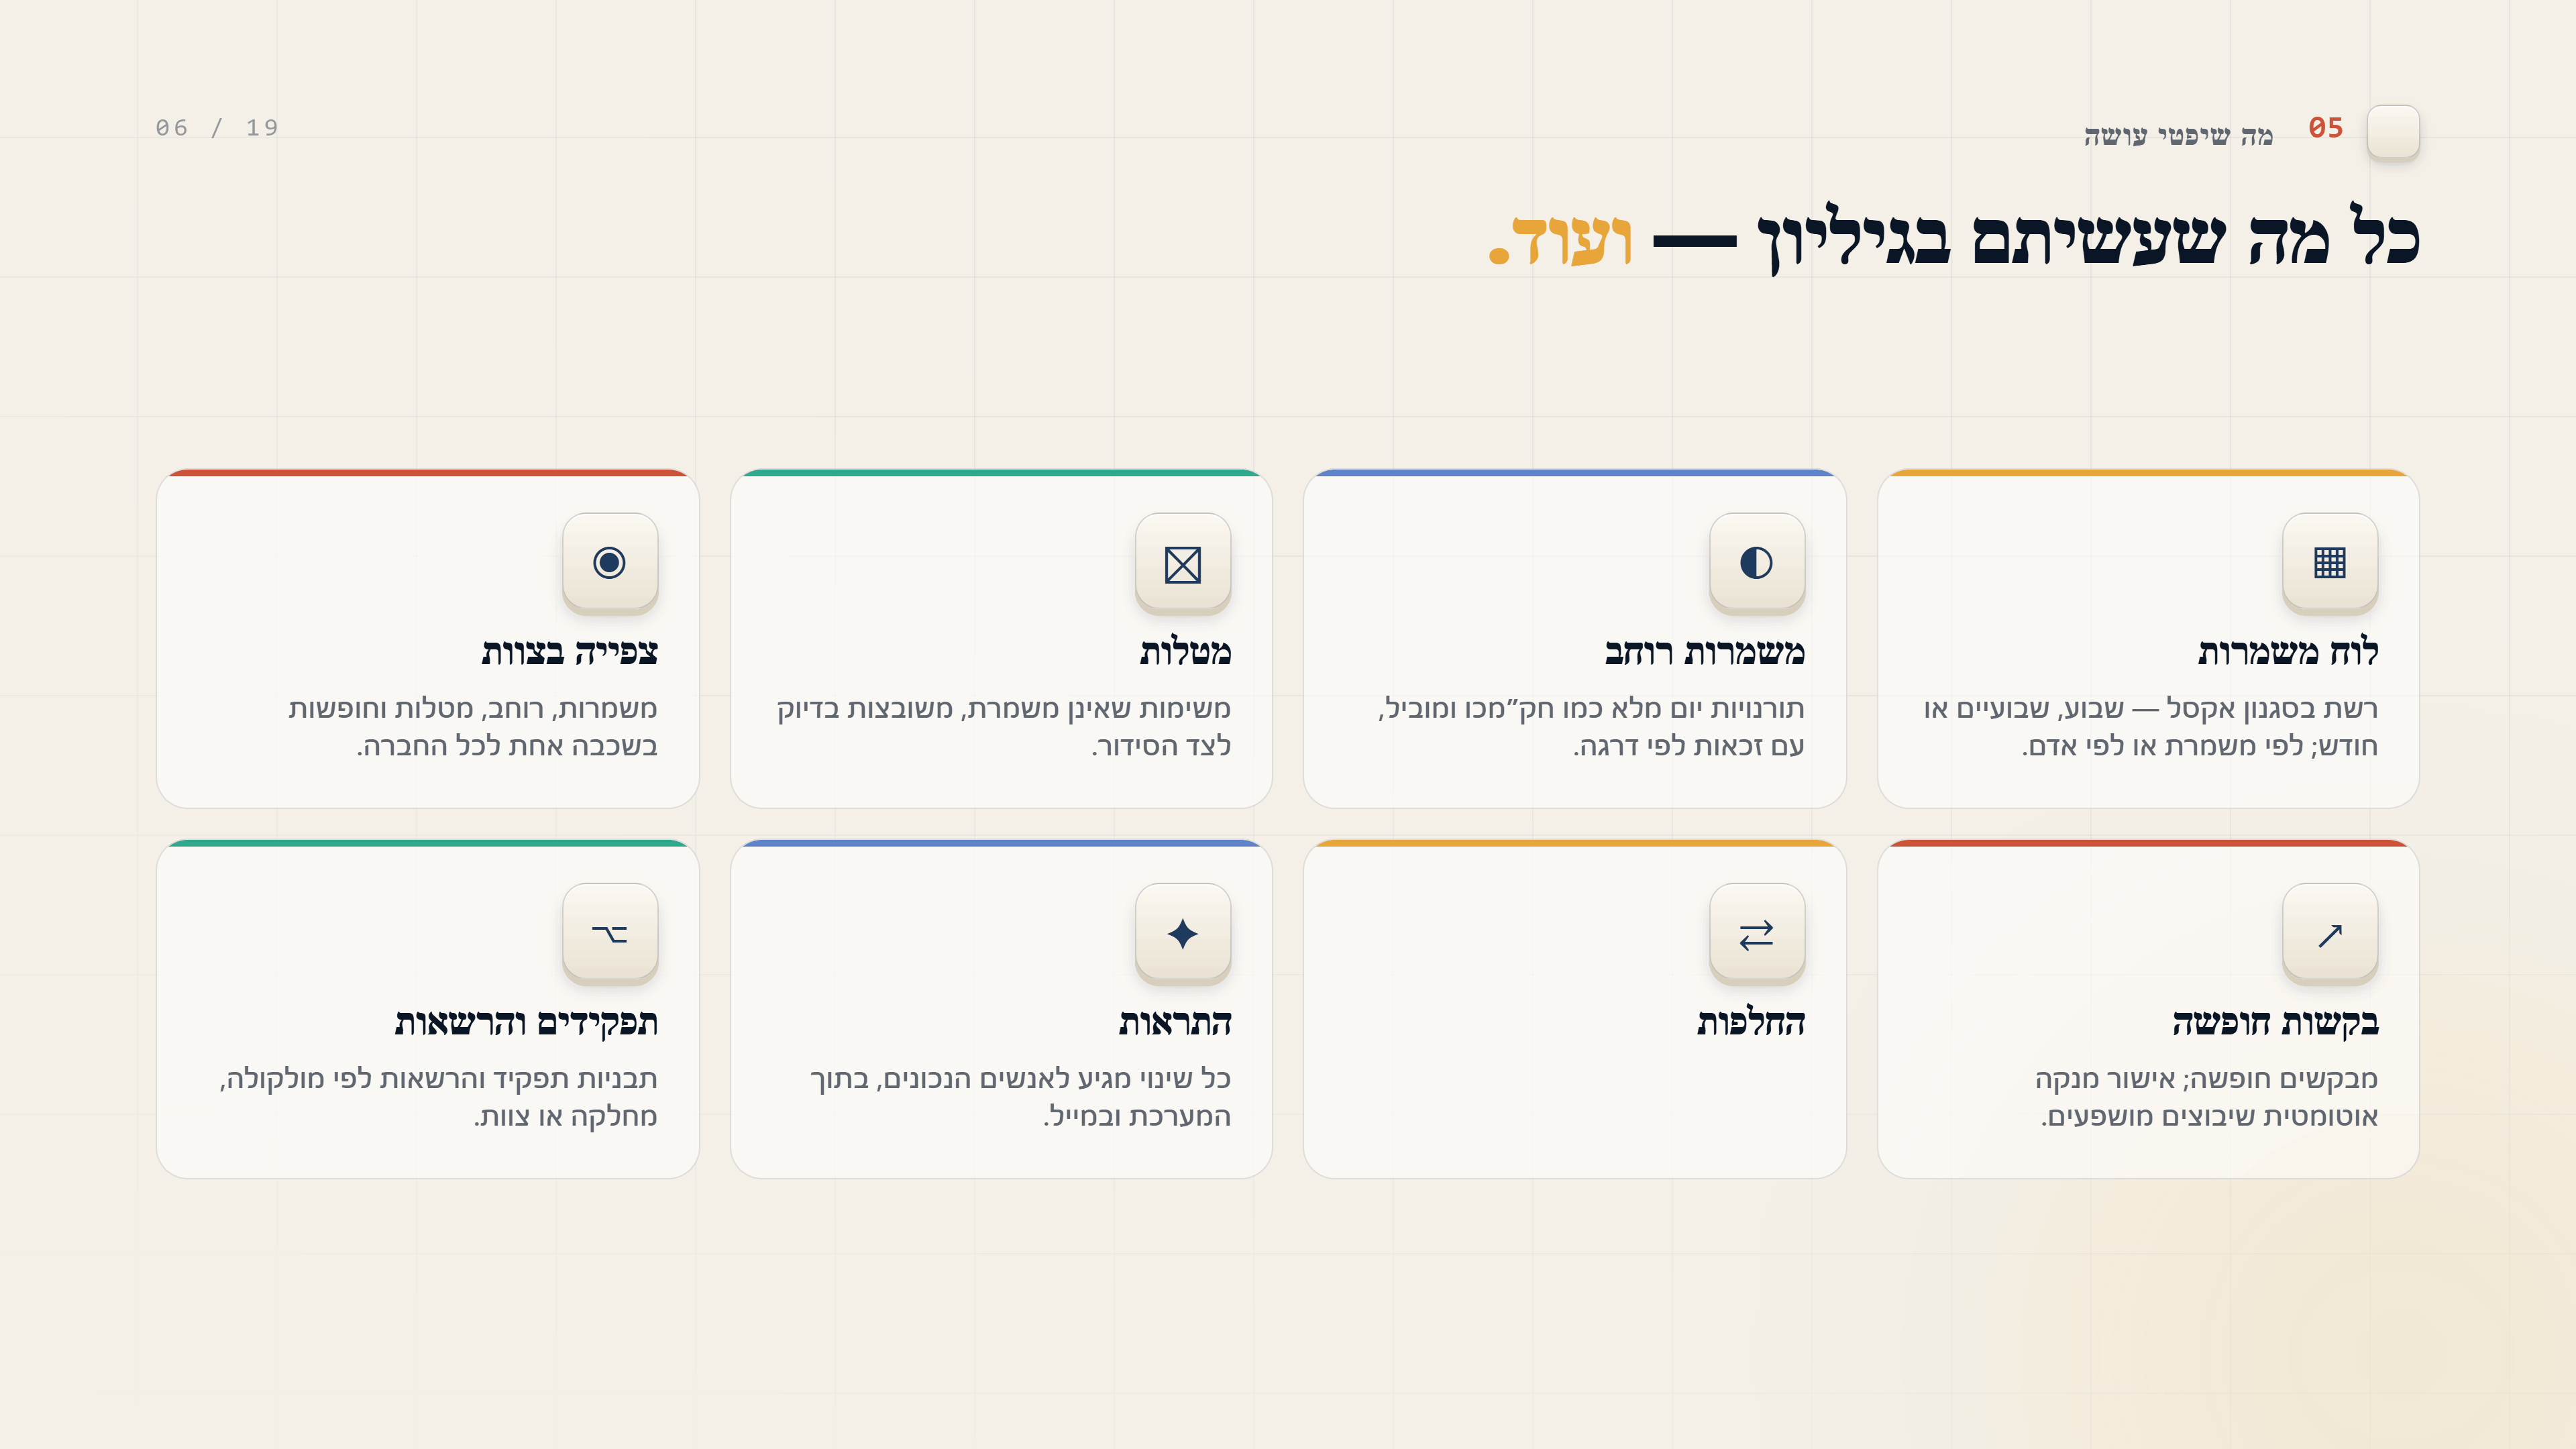 05 מה שיפטי עושה
06 / 19
כל מה שעשיתם בגיליון — ועוד.
לוח משמרות
רשת בסגנון אקסל — שבוע, שבועיים או
חודש; לפי משמרת או לפי אדם.
משמרות רוחב
תורנויות יום מלא כמו חק״מכו ומוביל,
עם זכאות לפי דרגה.
מטלות
משימות שאינן משמרת, משובצות בדיוק
לצד הסידור.
צפייה בצוות
משמרות, רוחב, מטלות וחופשות
בשכבה אחת לכל החברה.
בקשות חופשה
מבקשים חופשה; אישור מנקה
אוטומטית שיבוצים מושפעים.
החלפות
התראות
כל שינוי מגיע לאנשים הנכונים, בתוך
המערכת ובמייל.
תפקידים והרשאות
תבניות תפקיד והרשאות לפי מולקולה,
מחלקה או צוות.